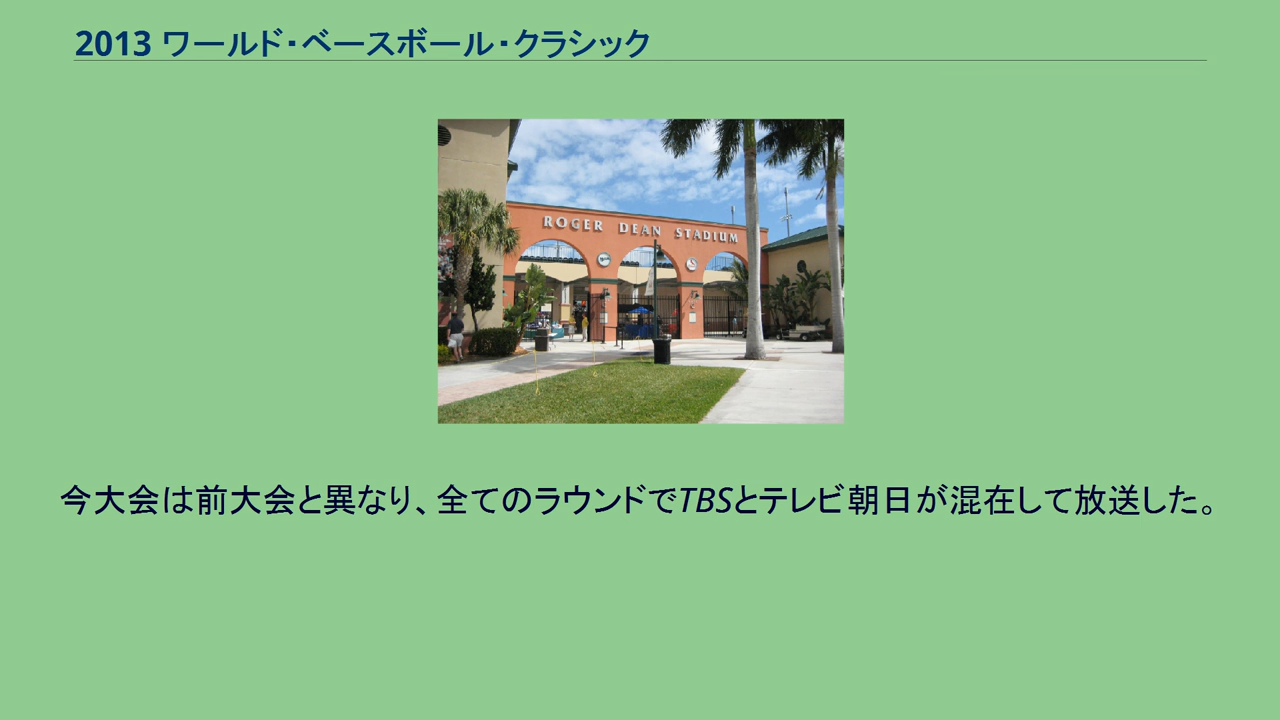 2013 ワールド・ベースボール・クラシック
ROGER DEAN STADIUM
今大会は前大会と異なり、全てのラウンドでTBSとテレビ朝日が混在して放送した。